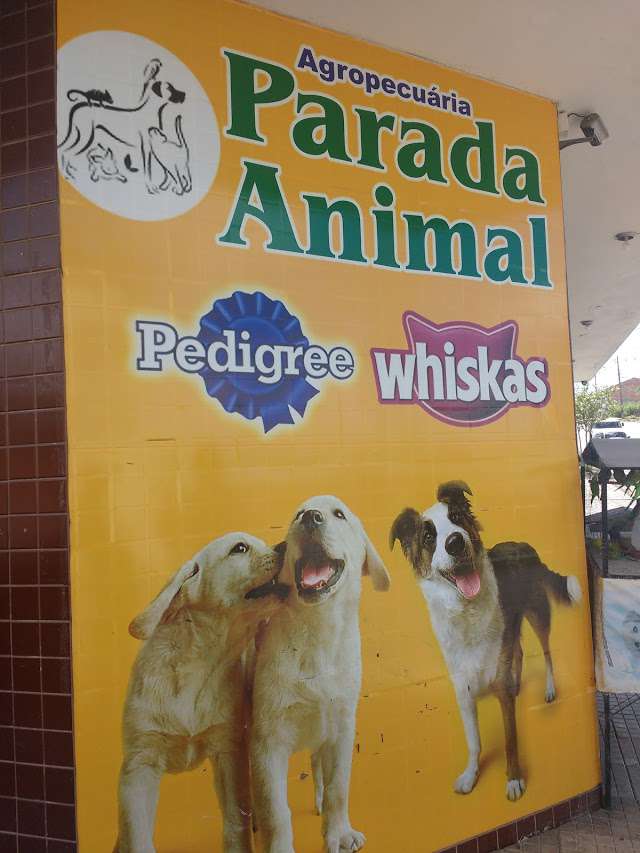 Agropecuária
Parada
Animal
Pedigree
whiskas